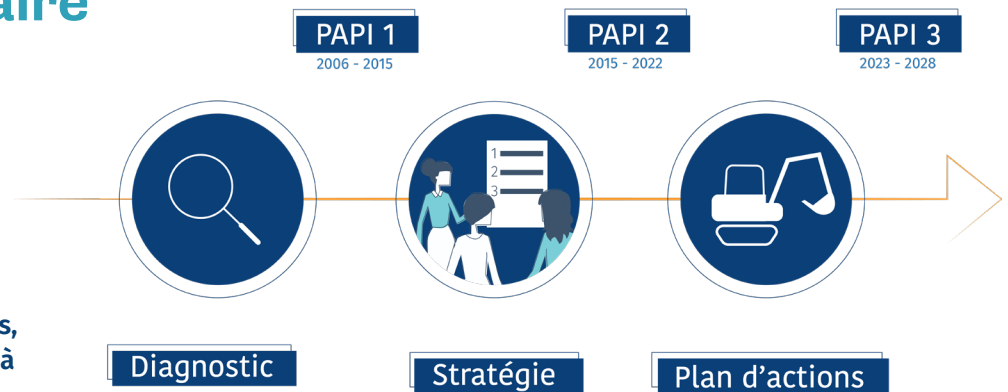 aire
PAPI 1
2006 - 2015
PAPI 2
2015 - 2022
PAPI 3
2023 - 2028
1
2
3
s,
à
Diagnostic
Stratégie
Plan d'actions